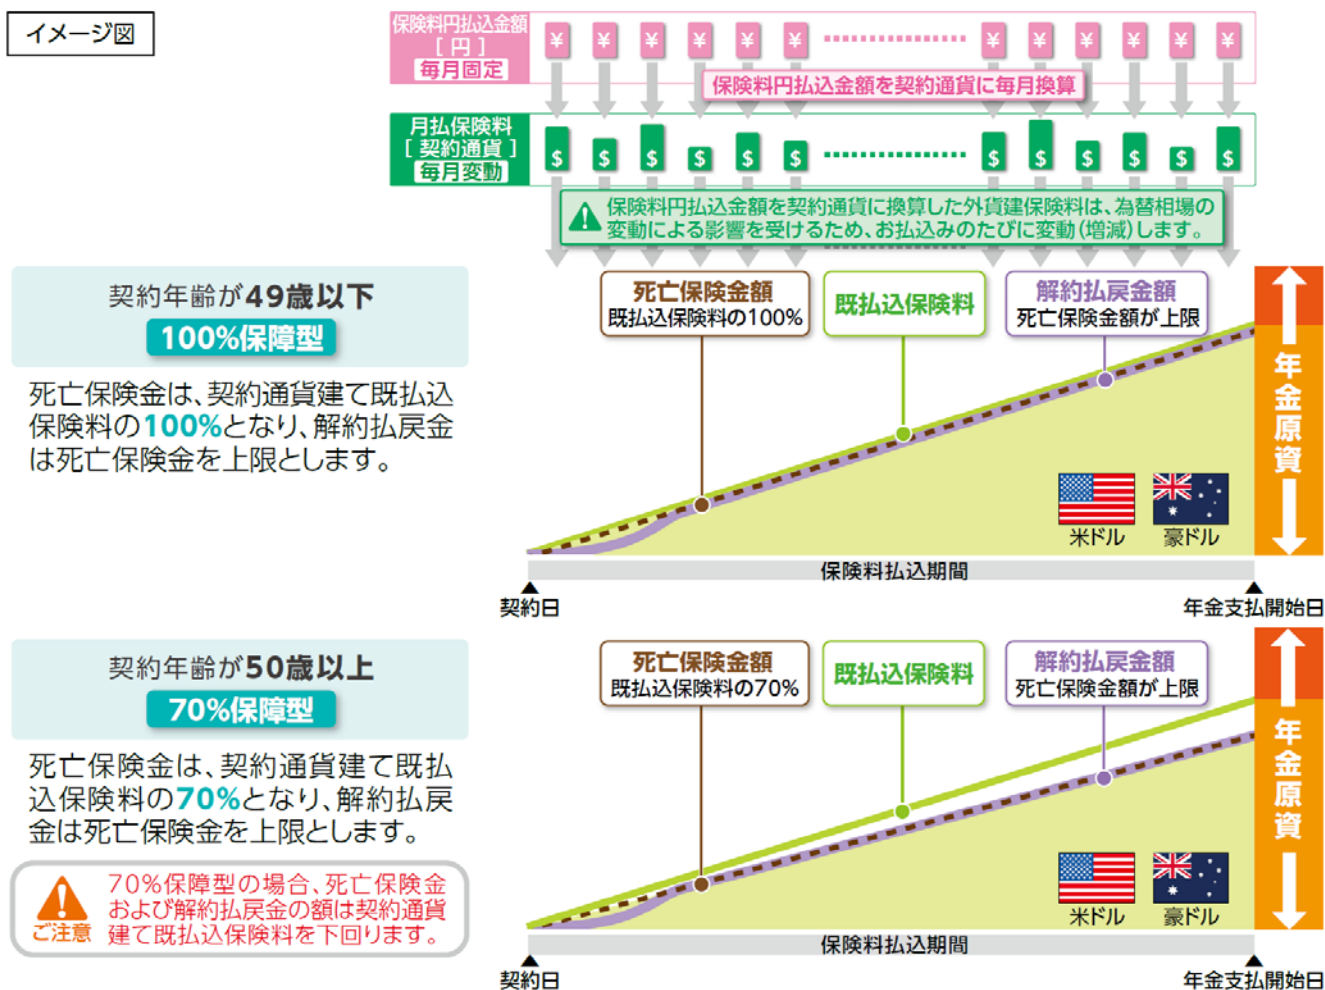 イメージ図
保険料円払込金額
[ 円 ]
毎月固定
¥ ¥ ¥ ¥ ¥ ¥ ¥ ¥ ¥ ¥ ¥ ¥
保険料円払込金額を契約通貨に毎月換算
月払保険料
[ 契約通貨 ]
毎月変動
$ $ $ $ $ $ $ $ $ $ $ $
保険料円払込金額を契約通貨に換算した外貨建保険料は、為替相場の
変動による影響を受けるため、お払込みのたびに変動(増減)します。
契約年齢が49歳以下
100%保障型
死亡保険金は、契約通貨建て既払込
保険料の100%となり、解約払戻金
は死亡保険金を上限とします。
死亡保険金額
既払込保険料の100%
既払込保険料
解約払戻金額
死亡保険金額が上限
年金原資
米ドル
豪ドル
保険料払込期間
契約日
年金支払開始日
契約年齢が50歳以上
70%保障型
死亡保険金は、契約通貨建て既払
込保険料の70%となり、解約払戻
金は死亡保険金を上限とします。
ご注意
70%保障型の場合、死亡保険金
および解約払戻金の額は契約通貨
建て既払込保険料を下回ります。
死亡保険金額
既払込保険料の70%
既払込保険料
解約払戻金額
死亡保険金額が上限
年金原資
米ドル
豪ドル
保険料払込期間
契約日
年金支払開始日